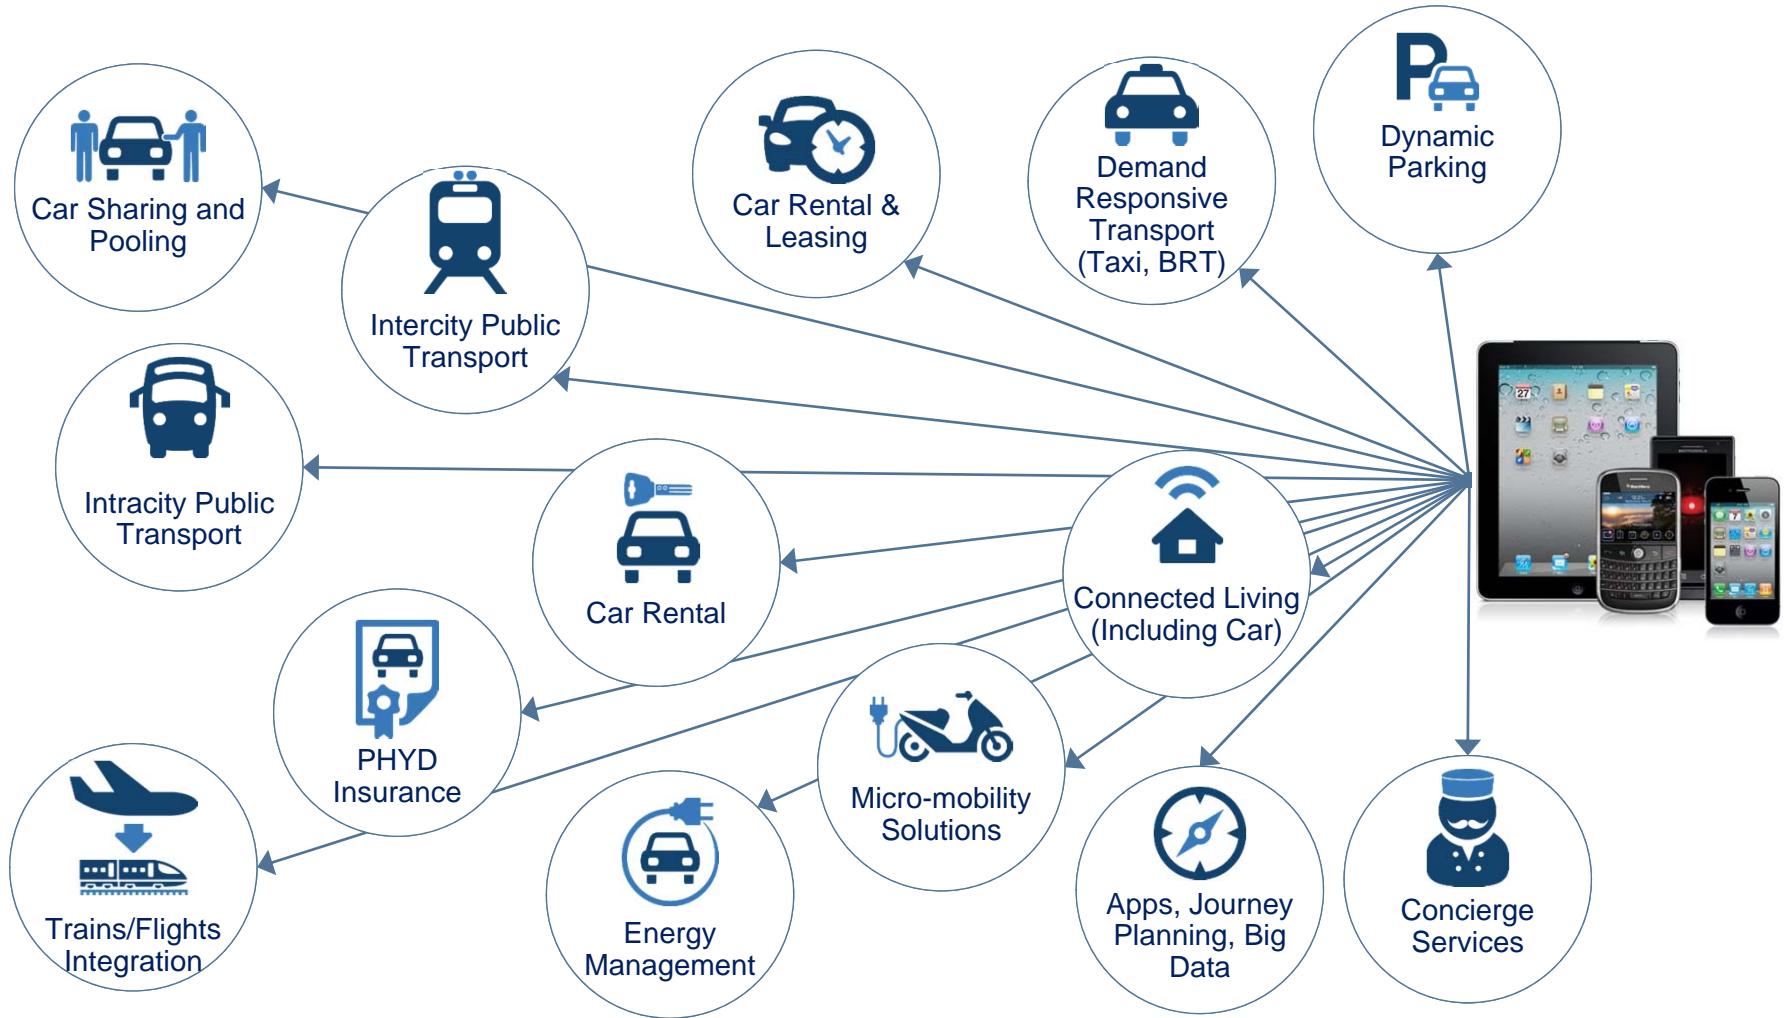 Car Sharing and
Pooling
Intercity Public
Transport
Car Rental &
Leasing
Demand
Responsive
Transport
(Taxi, BRT)
P
Dynamic
Parking
Intracity Public
Transport
Car Rental
Connected Living
(Including Car)
27
7
PHYD
Insurance
Micro-mobility
Solutions
Trains/Flights
Integration
Energy
Management
Apps, Journey
Planning, Big
Data
Concierge
Services